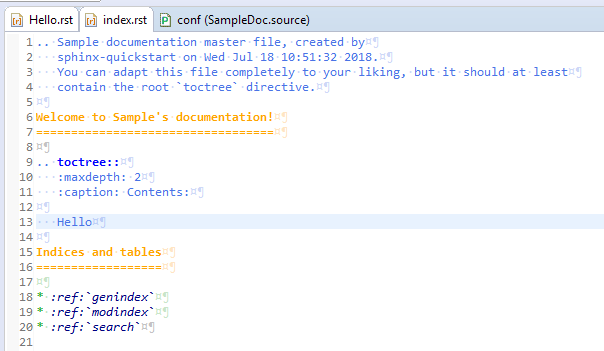 Hello.rst index.rst conf (SampleDoc.source)
1 .. Sample documentation master file, created by¤¶
2 ···sphinx-quickstart on Wed Jul 18 10:51:32 2018.¤¶
3 ···You can adapt this file completely to your liking, but it should at least¤¶
4 ···contain the root `toctree` directive.¤¶
5 ¤¶
6 Welcome to Sample's documentation!¤¶
7 ==================================¤¶
8 ¤¶
9 .. toctree::¤¶
10 ···:maxdepth: 2¤¶
11 ···:caption: Contents:¤¶
12 ¤¶
13 ···Hello¤¶
14 ¤¶
15 Indices and tables¤¶
16 ==================¤¶
17 ¤¶
18 * :ref:`genindex`¤¶
19 * :ref:`modindex`¤¶
20 * :ref:`search`¤¶
21